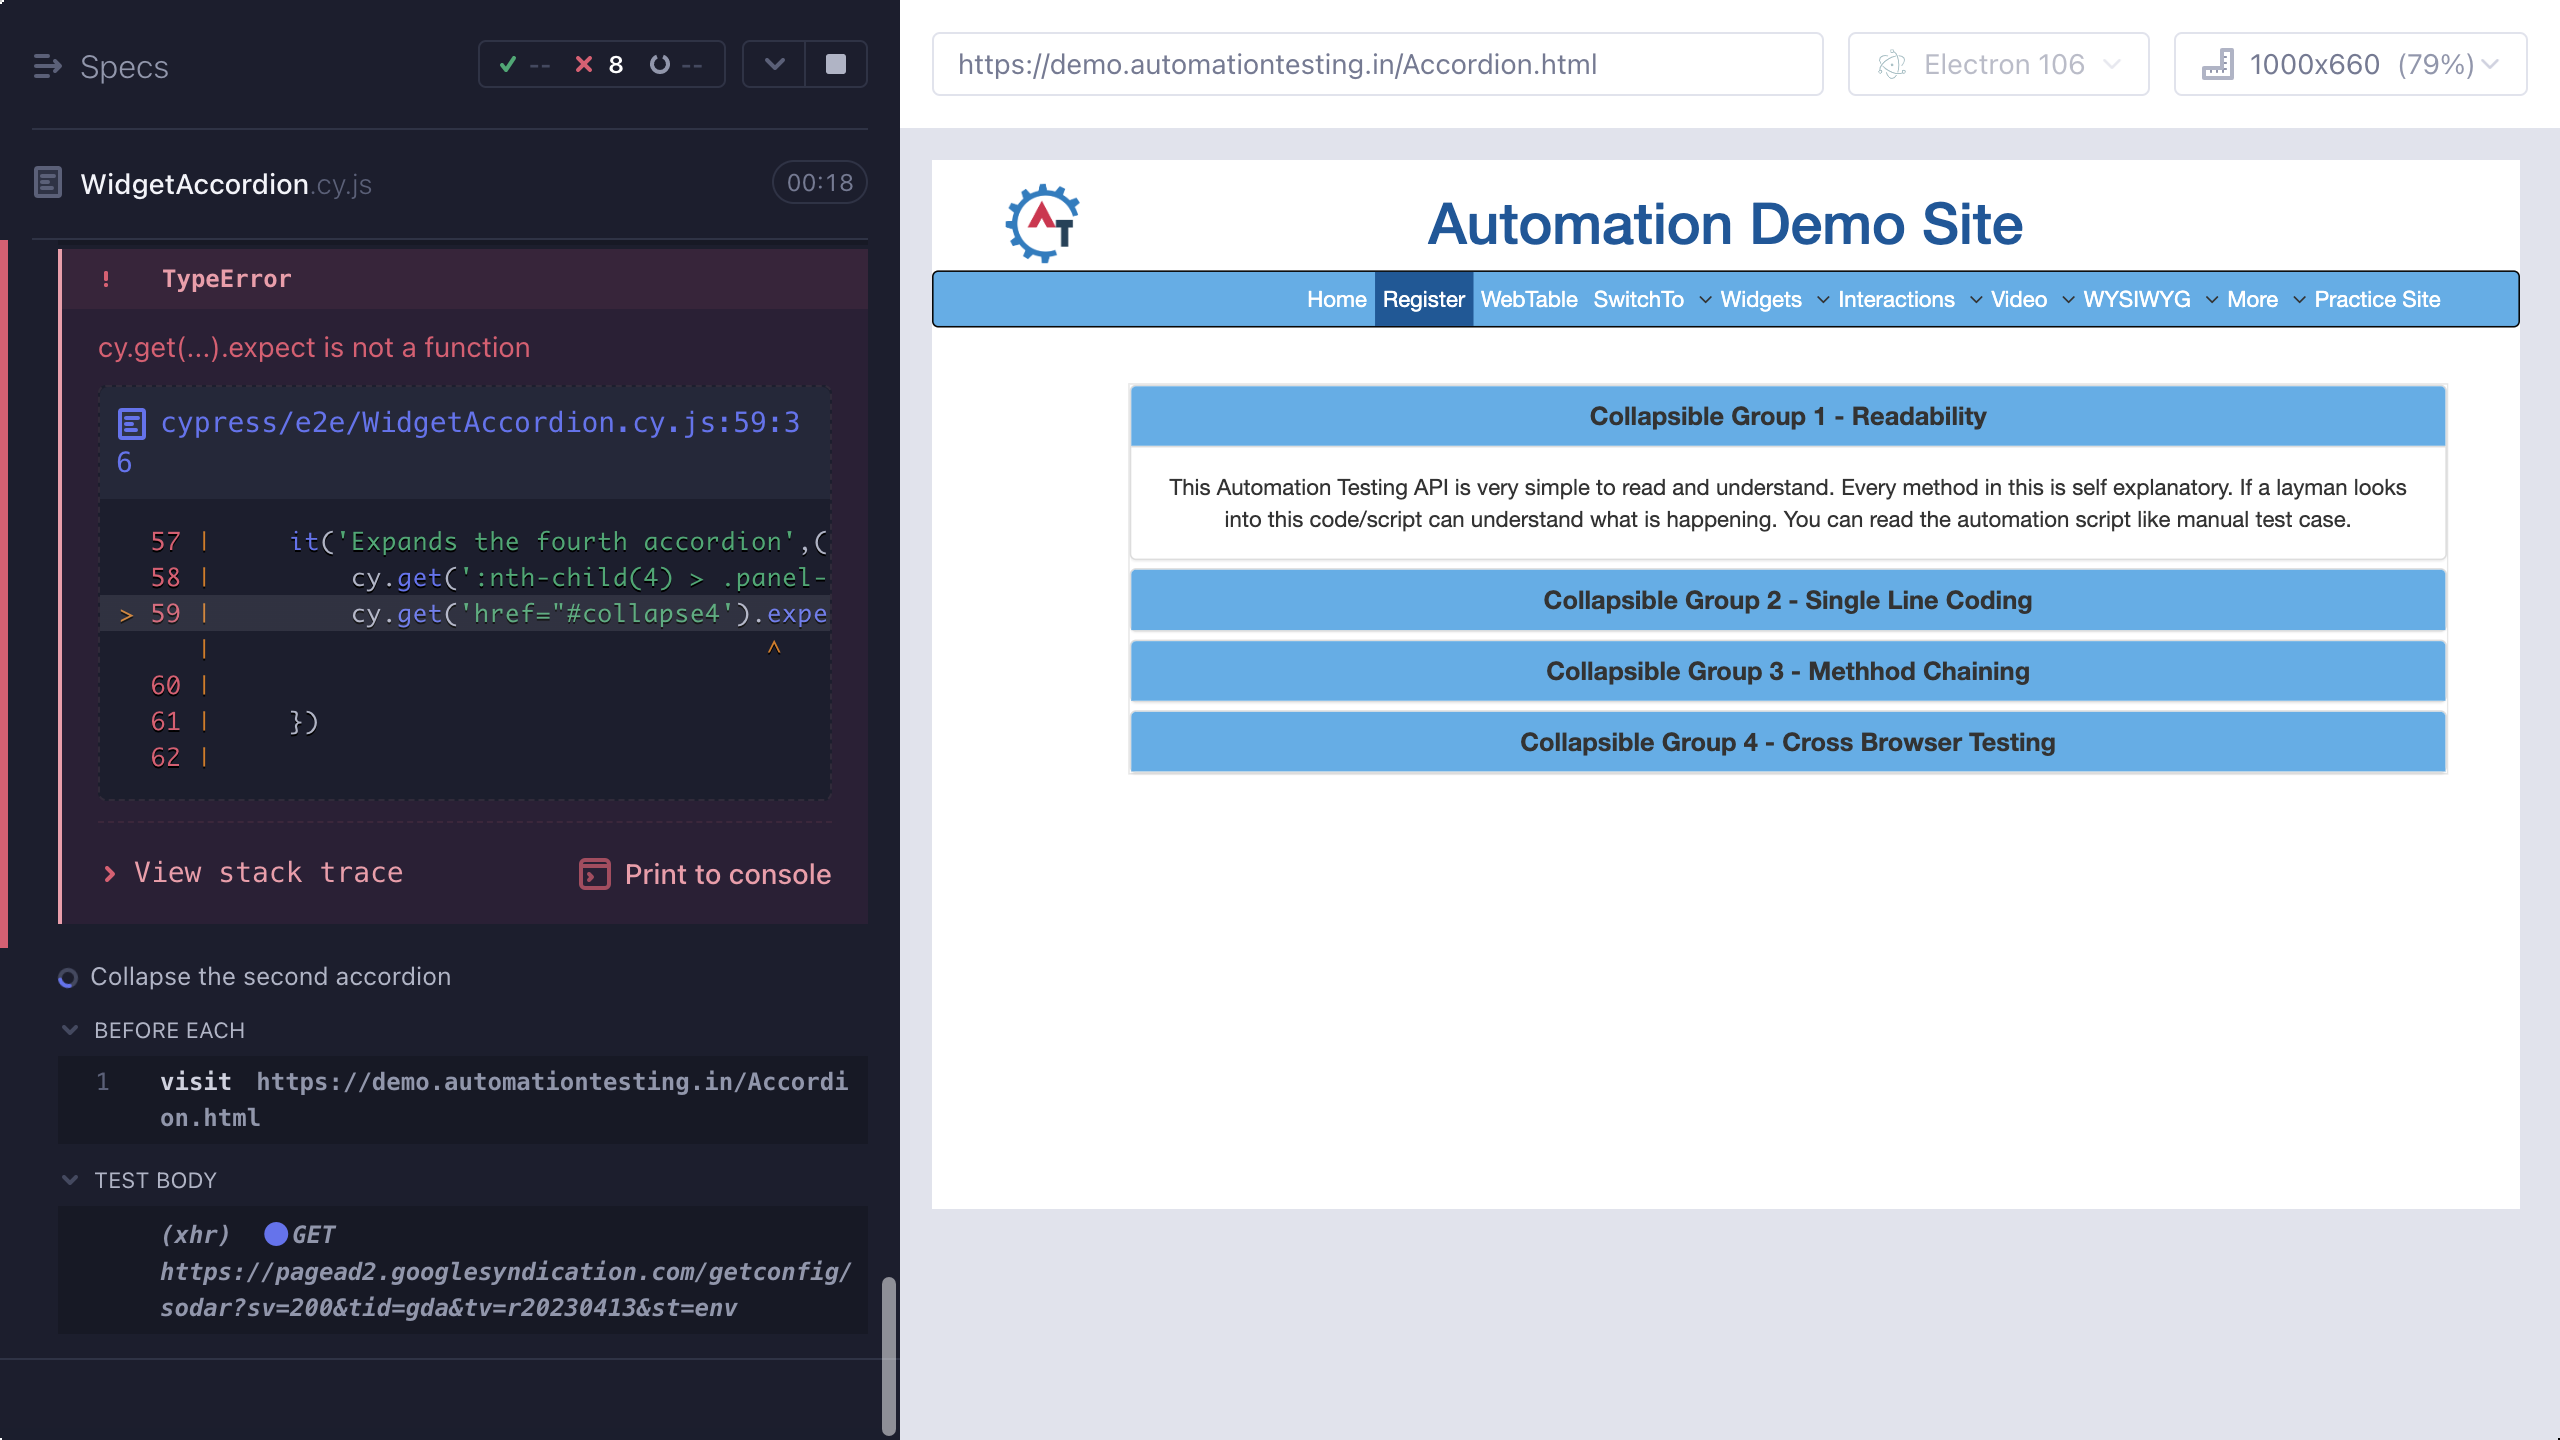 Specs
-- 8 --
WidgetAccordion.cy.js
00:18
! TypeError
cy.get(...).expect is not a function
cypress/e2e/WidgetAccordion.cy.js:59:3
6
57 | it('Expands the fourth accordion',(
58 | cy.get(':nth-child(4) > .panel-
> 59 | cy.get('href="#collapse4').expe
| ^
60 |
61 | })
62 |
View stack trace
Print to console
Collapse the second accordion
BEFORE EACH
1 visit https://demo.automationtesting.in/Accordi
on.html
TEST BODY
(xhr) GET
https://pagead2.googlesyndication.com/getconfig/
sodar?sv=200&tid=gda&tv=r20230413&st=env
https://demo.automationtesting.in/Accordion.html
Electron 106
1000x660 (79%)
AT
Automation Demo Site
Home Register WebTable SwitchTo Widgets Interactions Video WYSIWYG More Practice Site
Collapsible Group 1 - Readability
This Automation Testing API is very simple to read and understand. Every method in this is self explanatory. If a layman looks
into this code/script can understand what is happening. You can read the automation script like manual test case.
Collapsible Group 2 - Single Line Coding
Collapsible Group 3 - Methhod Chaining
Collapsible Group 4 - Cross Browser Testing